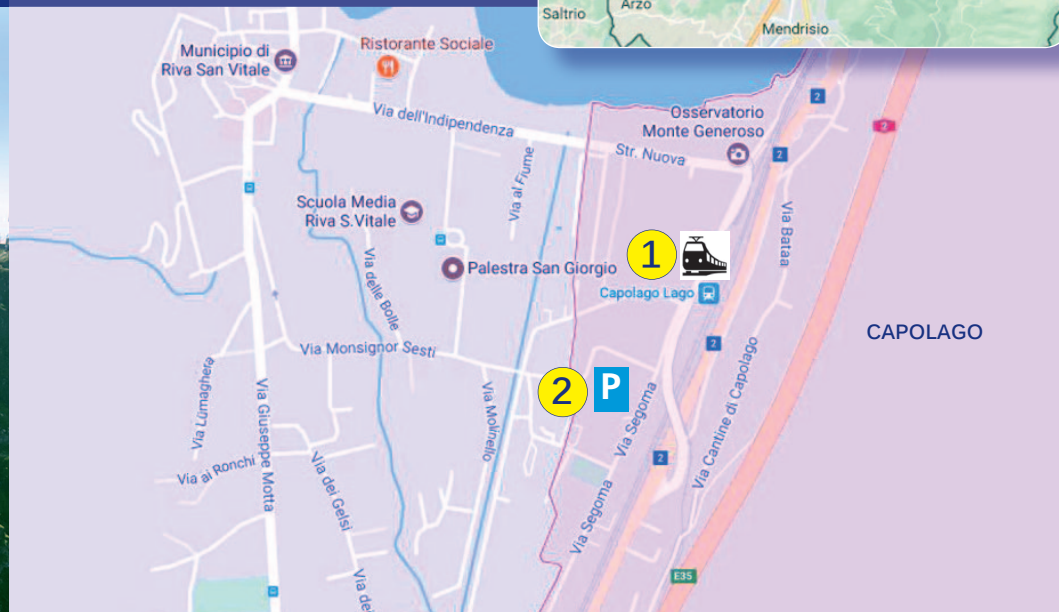 Saltrio
Arzo
Mendrisio
Municipio di
Riva San Vitale
Ristorante Sociale
Via dell'Indipendenza
Osservatorio
Monte Generoso
2
2
2
Str. Nuova
Via al Fiume
Scuola Media
Riva S.Vitale
Via Bataa
Palestra San Giorgio
1
Capolago Lago
Via delle Bolle
CAPOLAGO
2
Via Monsignor Sesti
2
P
Via Lümaghera
Via Giuseppe Motta
Via Molinello
Via Segoma
Via Cantine di Capolago
Via ai Ronchi
Via dei Gelsi
2
Via Segoma
E35
Via dei